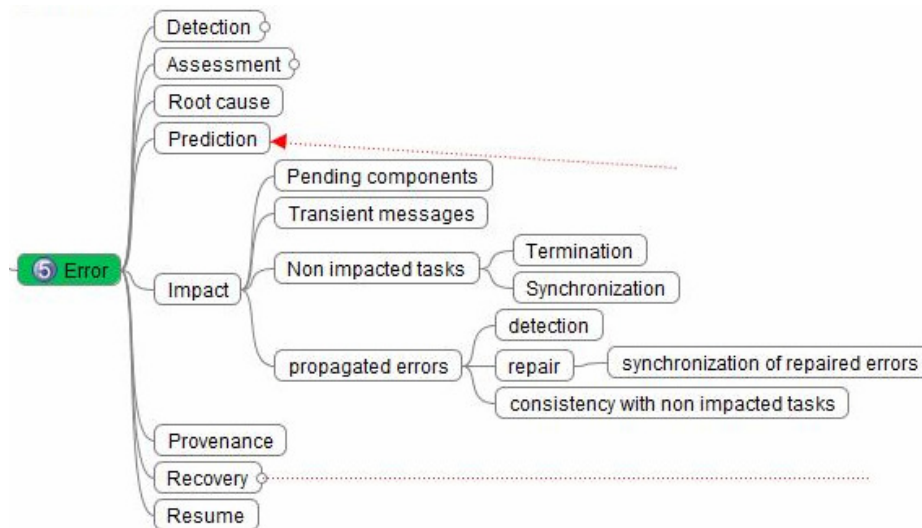 Detection
Assessment
Root cause
Prediction
Pending components
Transient messages
Termination
5 Error
Non impacted tasks
Impact
Synchronization
detection
propagated errors
repair
synchronization of repaired errors
consistency with non impacted tasks
Provenance
Recovery
Resume